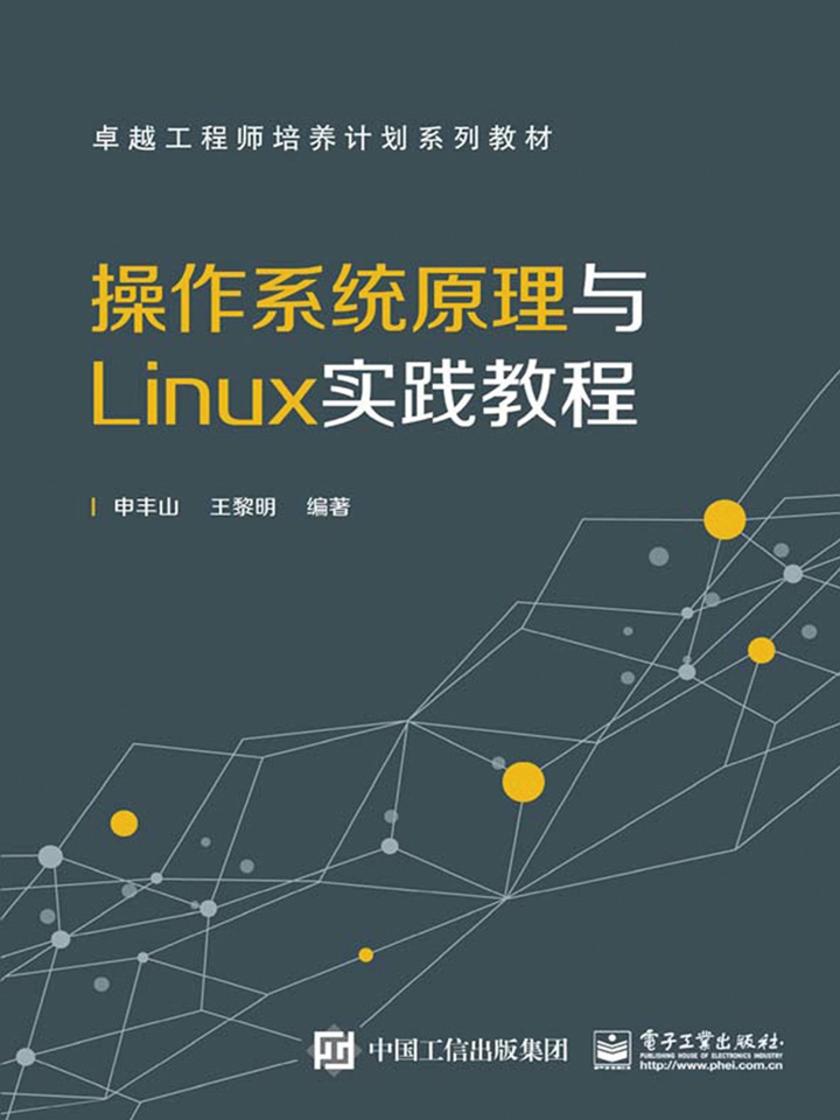 卓越工程师培养计划系列教材
操作系统原理与
Linux实践教程
申丰山 王黎明 编著
中国工信出版集团
电子工业出版社
PUBLISHING HOUSE OF ELECTRONICS INDUSTRY
http://www.phei.com.cn